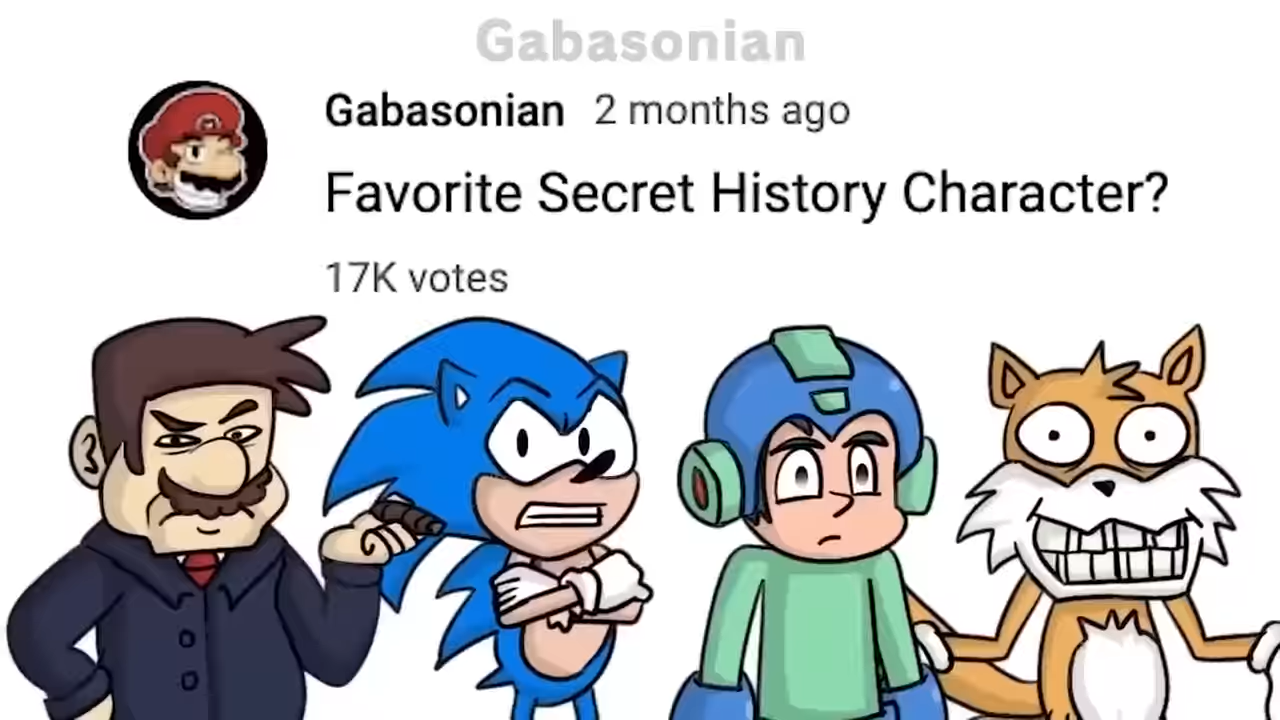 Gabasonian
Gabasonian 2 months ago
Favorite Secret History Character?
17K votes